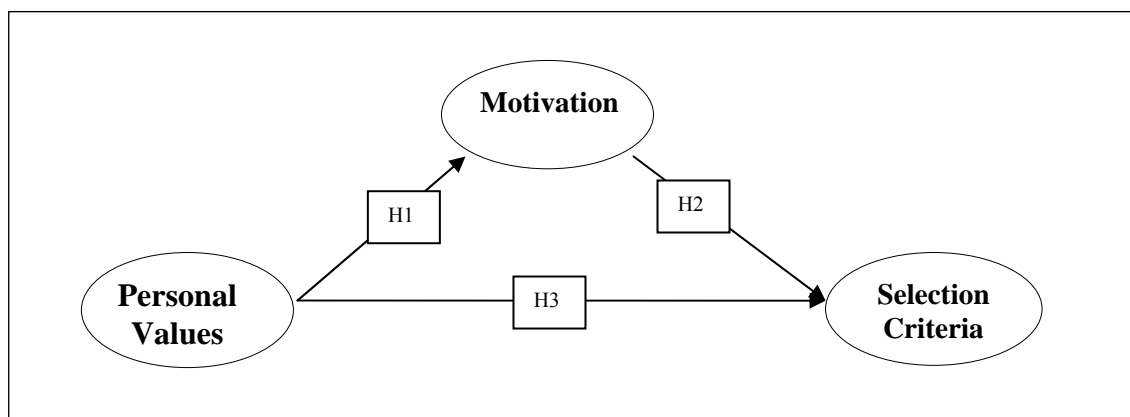 Motivation
H1
H2
Personal
Values
H3
Selection
Criteria